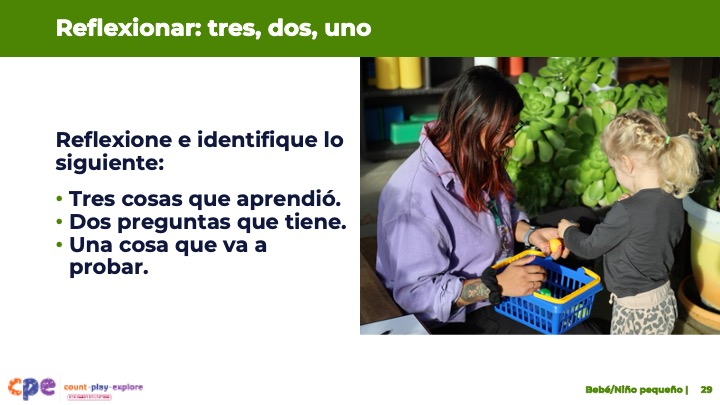 Reflexionar: tres, dos, uno
Reflexione e identifique lo
siguiente:
• Tres cosas que aprendió.
• Dos preguntas que tiene.
• Una cosa que va a
probar.
cpe count-play-explore
Bebé/Niño pequeño | 29